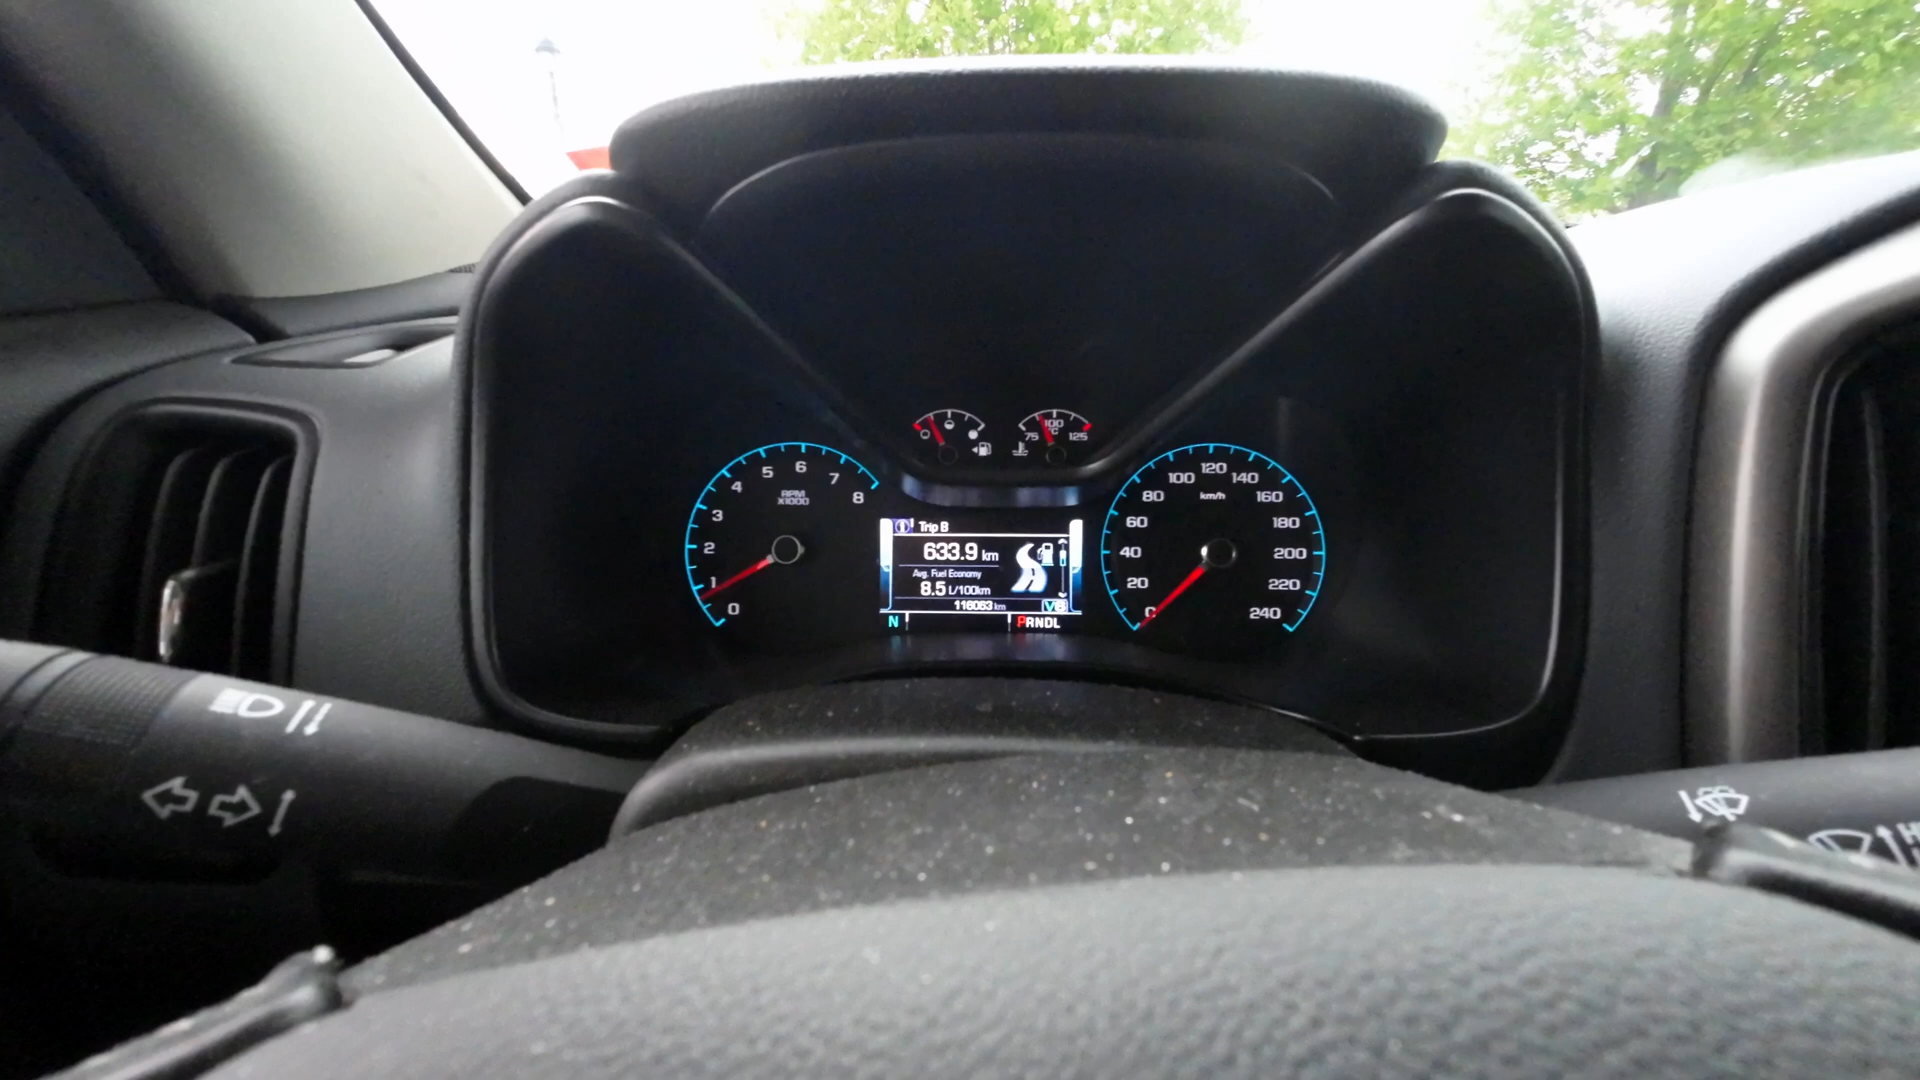 75 100 125
°C
1 2 3 4 5 6 7 8
0
RPM
X1000
0 20 40 60 80 100 120 140 160 180 200 220 240
km/h
Trip B
633.9 km
Avg. Fuel Economy
8.5 L/100km
116063 km
V6
N PRNDL